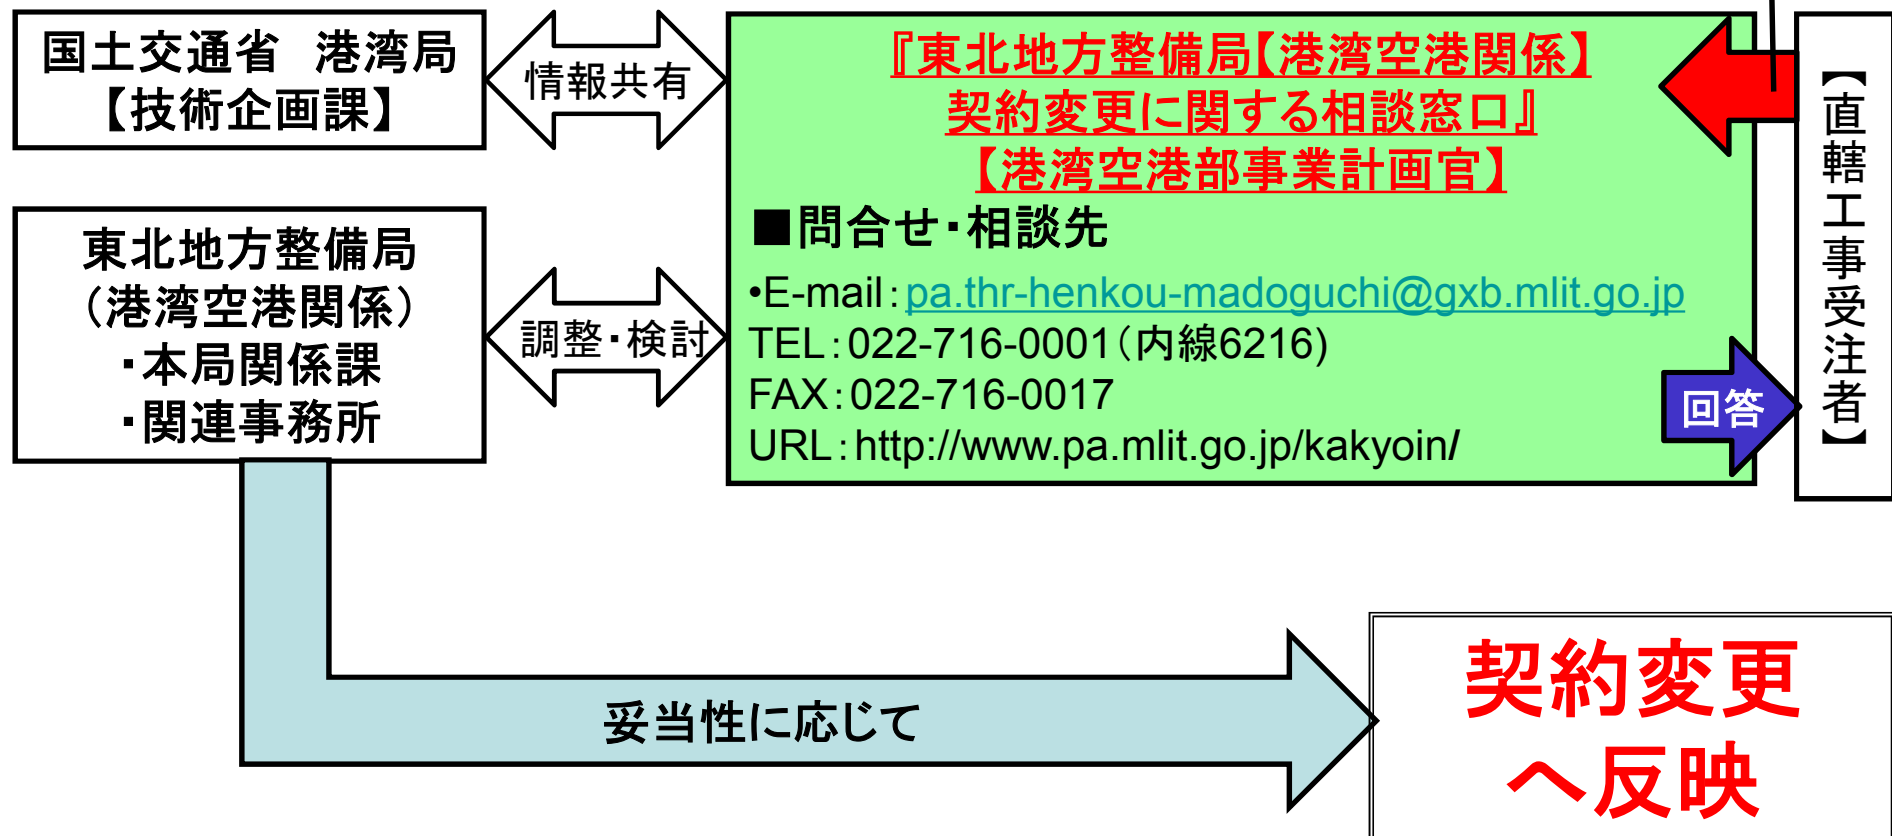 国土交通省　港湾局
【技術企画課】
情報共有
『東北地方整備局【港湾空港関係】
契約変更に関する相談窓口』
【港湾空港部事業計画官】
■問合せ・相談先
•E-mail：pa.thr-henkou-madoguchi@gxb.mlit.go.jp
TEL：022-716-0001（内線6216)
FAX：022-716-0017
URL：http://www.pa.mlit.go.jp/kakyoin/
【直轄工事受注者】
回答
東北地方整備局
（港湾空港関係）
・本局関係課
・関連事務所
調整・検討
妥当性に応じて
契約変更
へ反映